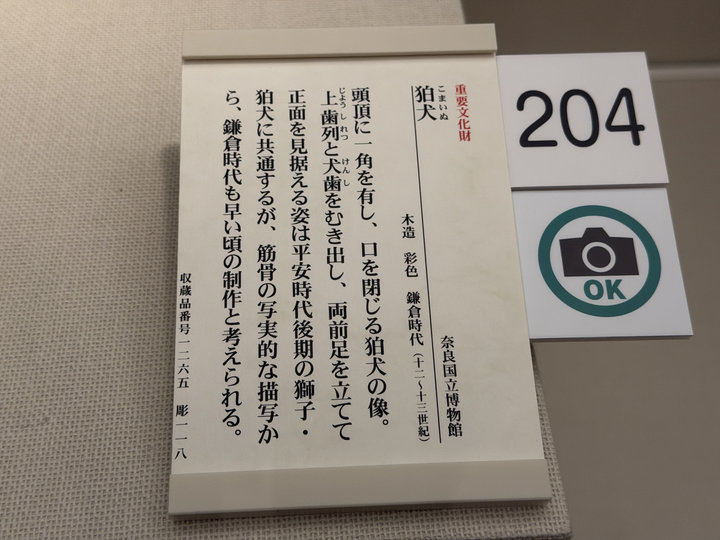 重要文化財
狛犬
こまいぬ
木造 彩色 鎌倉時代(十二〜十三世紀)
奈良国立博物館
頭頂に一角を有し、口を閉じる狛犬の像。
上歯列と犬歯をむき出し、両前足を立てて
じょうしれつ けんし
正面を見据える姿は平安時代後期の獅子・
狛犬に共通するが、筋骨の写実的な描写か
ら、鎌倉時代も早い頃の制作と考えられる。
収蔵品番号一二六五 彫一一八
204
OK